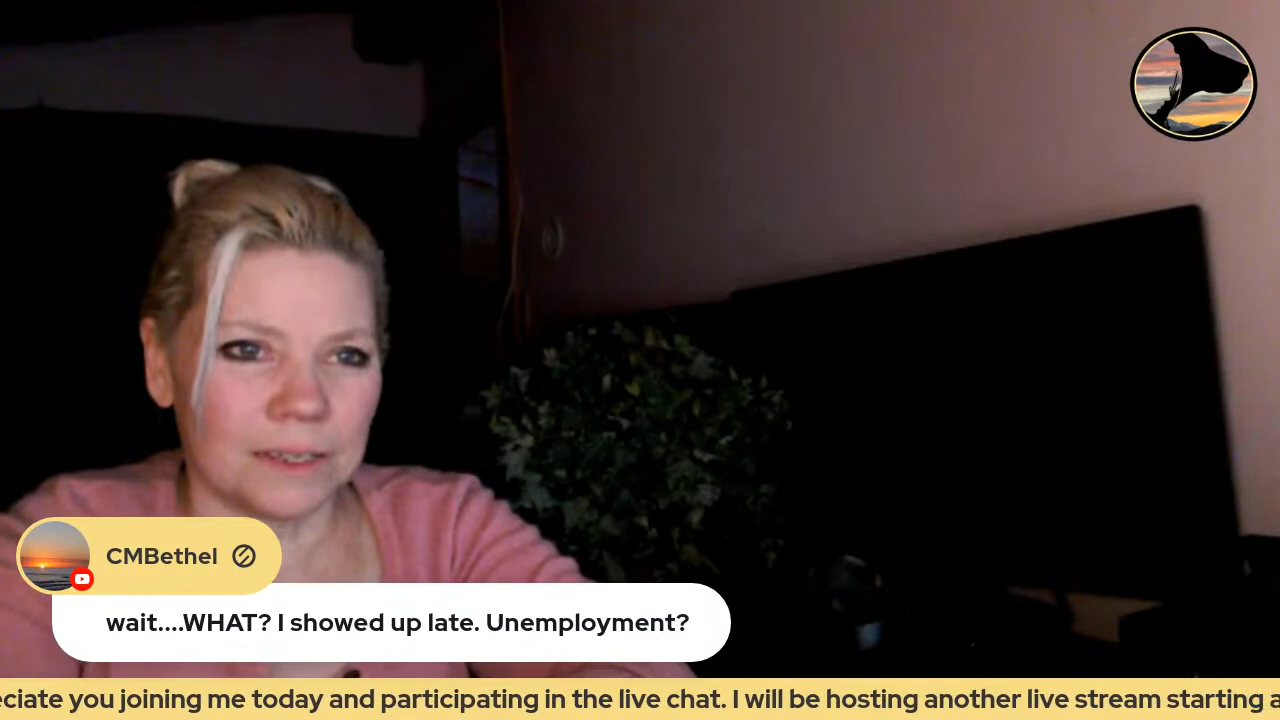 CMBethel
wait....WHAT? I showed up late. Unemployment?
eciate you joining me today and participating in the live chat. I will be hosting another live stream starting a